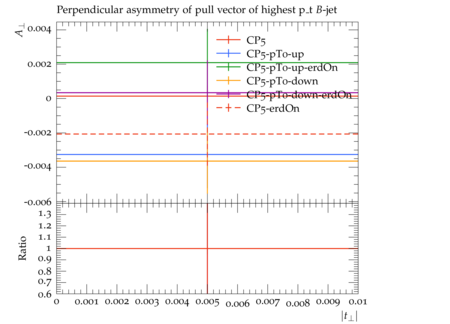 Perpendicular asymmetry of pull vector of highest p_t B-jet
A⊥
0.004
0.002
0
-0.002
-0.004
-0.006
CP5
CP5-pTo-up
CP5-pTo-up-erdOn
CP5-pTo-down
CP5-pTo-down-erdOn
CP5-erdOn
Ratio
1.3
1.2
1.1
1
0.9
0.8
0.7
0.6
0 0.001 0.002 0.003 0.004 0.005 0.006 0.007 0.008 0.009 0.01
|t⊥|